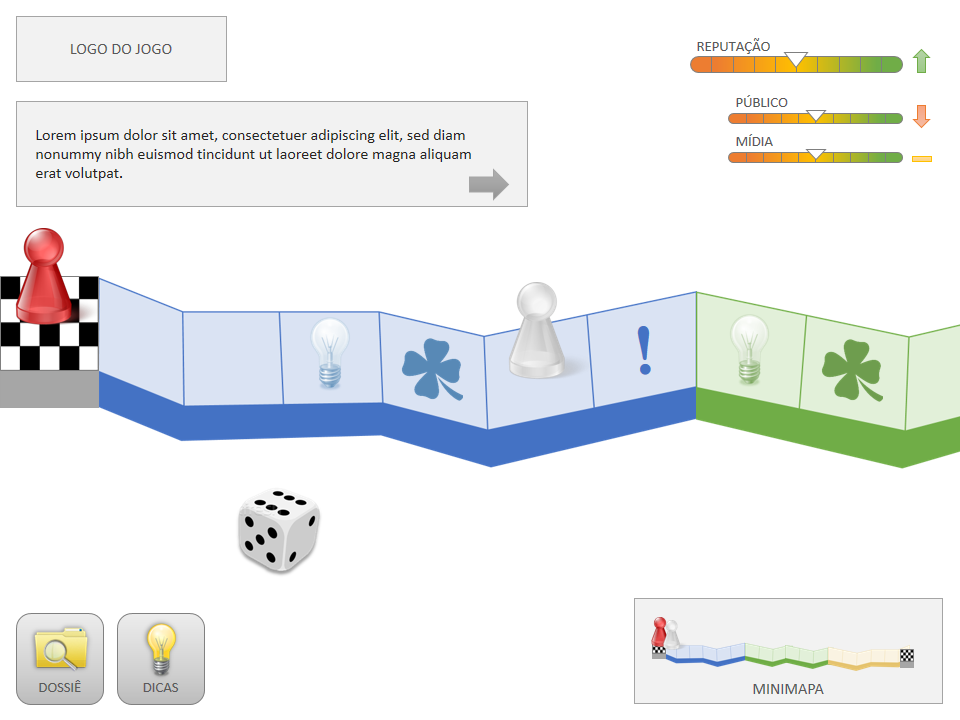 LOGO DO JOGO
REPUTAÇÃO
PÚBLICO
MÍDIA
Lorem ipsum dolor sit amet, consectetuer adipiscing elit, sed diam
nonummy nibh euismod tincidunt ut laoreet dolore magna aliquam
erat volutpat.
!
DOSSIÊ
DICAS
MINIMAPA